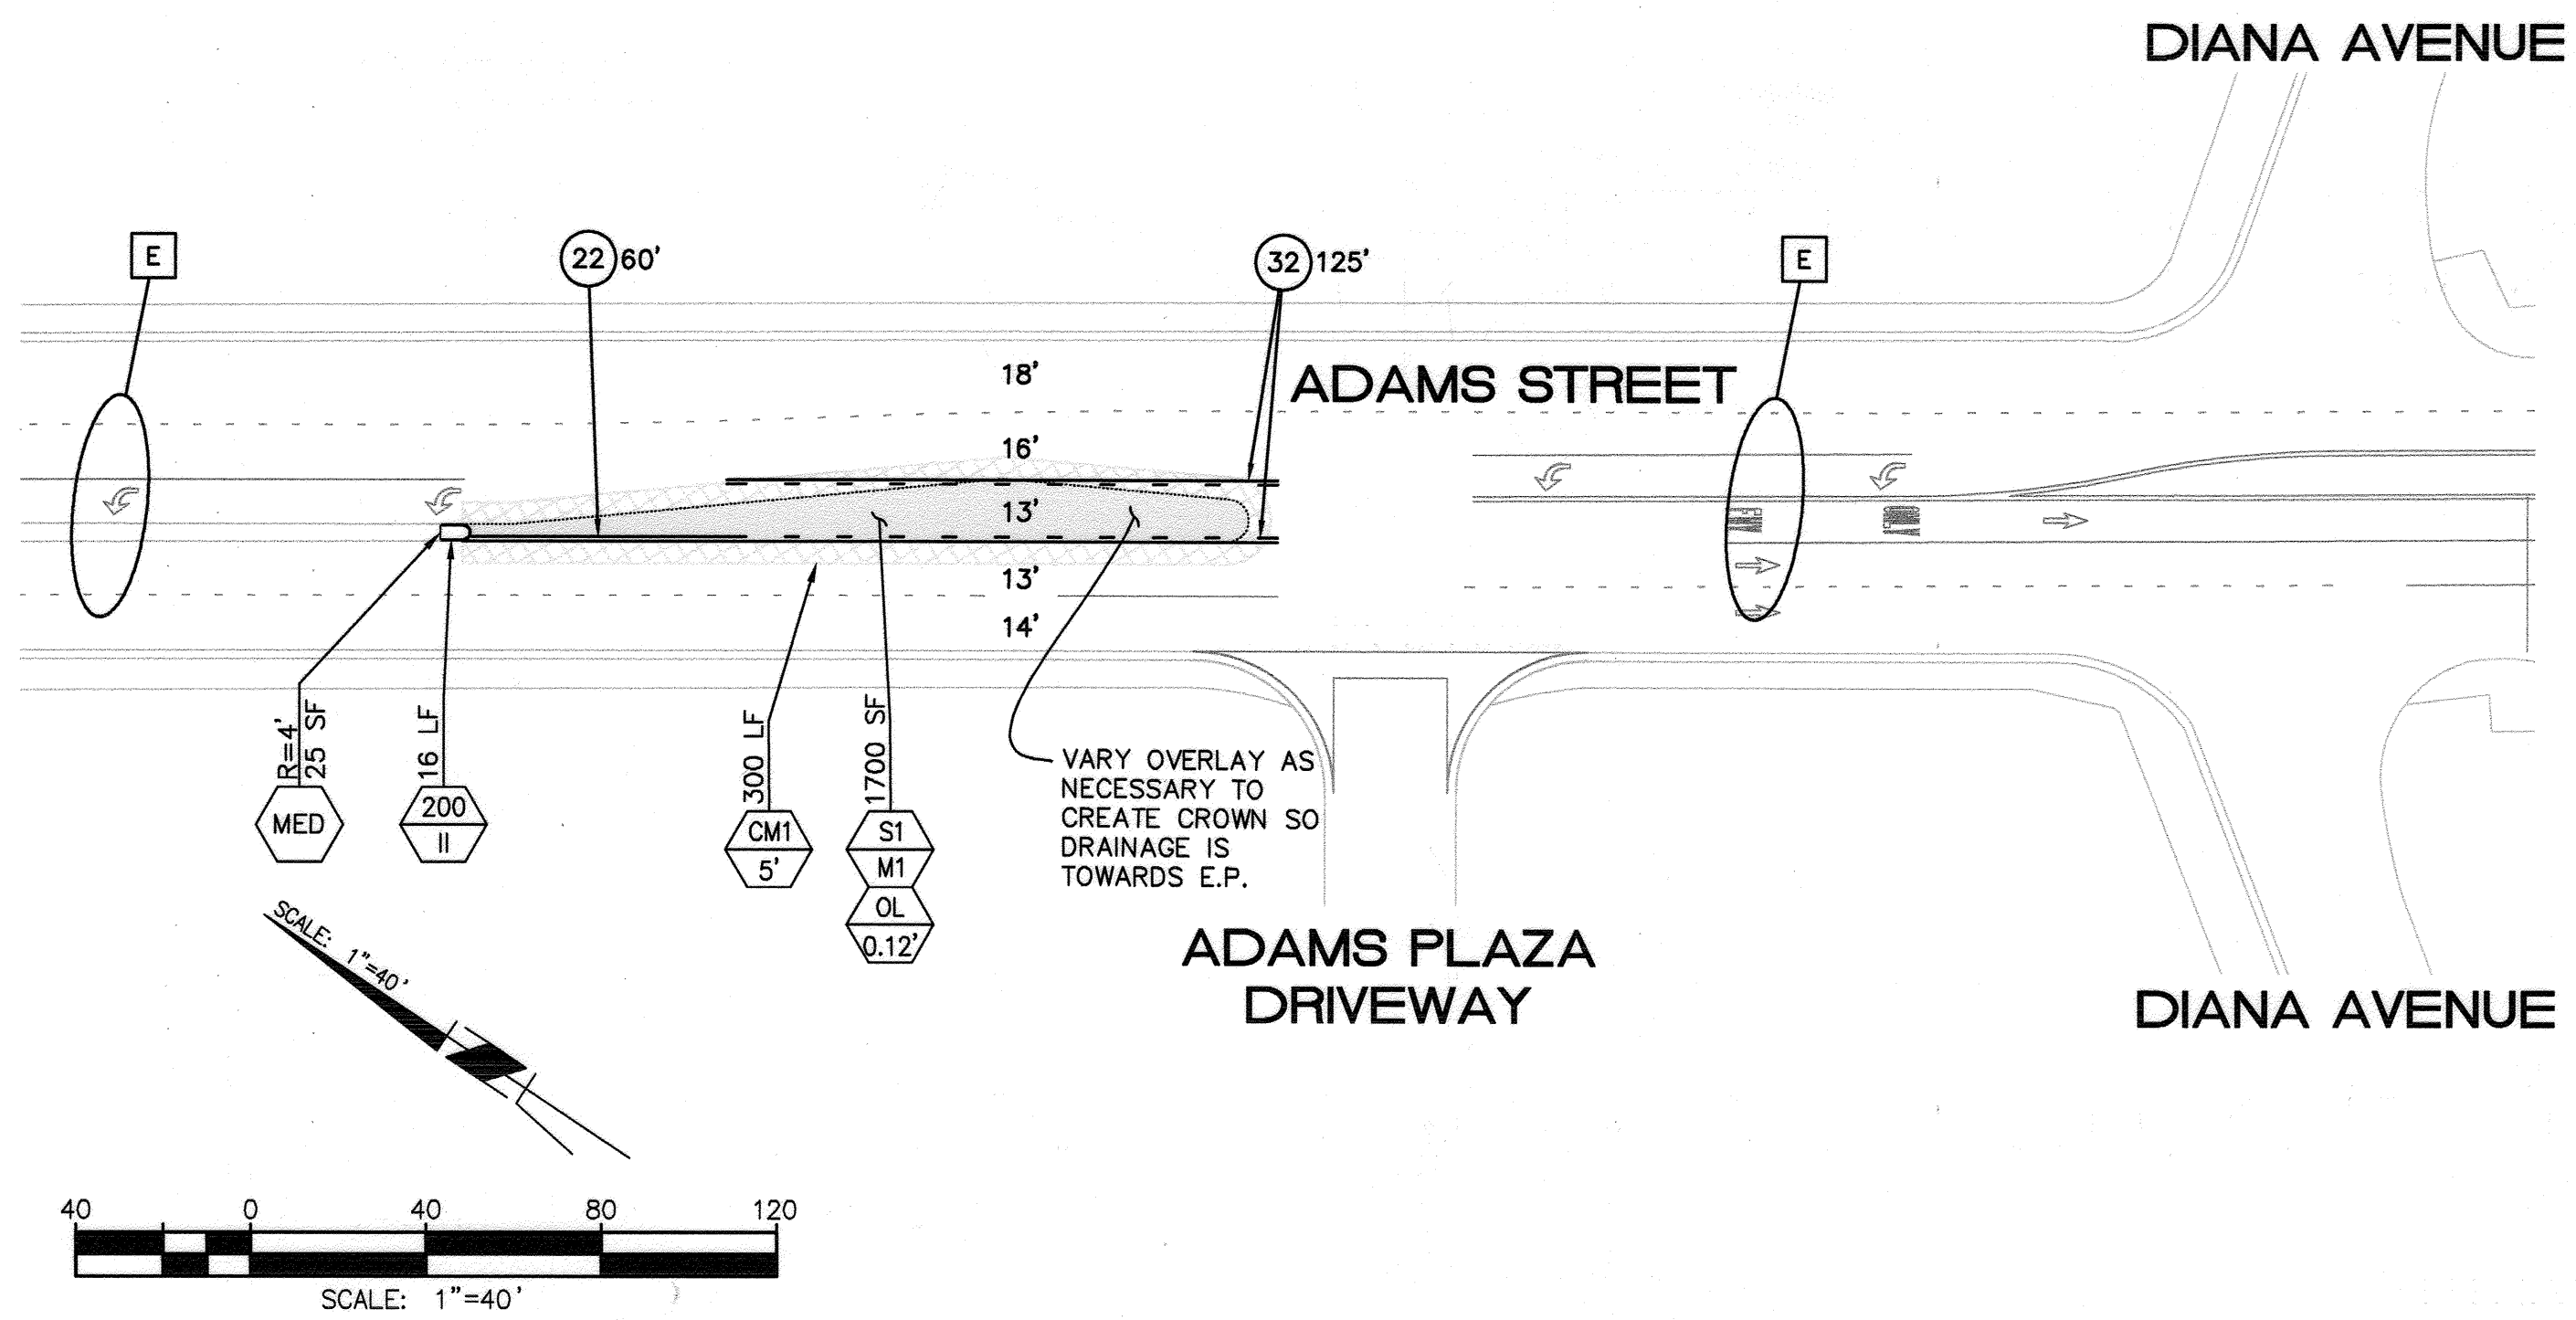 DIANA AVENUE
E
22 60'
32 125'
E
18'
ADAMS STREET
16'
13'
13'
14'
FWY
ONLY
R=4'
25 SF
MED
16 LF
200
II
300 LF
CM1
5'
1700 SF
S1
M1
OL
0.12'
VARY OVERLAY AS
NECESSARY TO
CREATE CROWN SO
DRAINAGE IS
TOWARDS E.P.
ADAMS PLAZA
DRIVEWAY
DIANA AVENUE
SCALE: 1"=40'
40 0 40 80 120
SCALE: 1"=40'